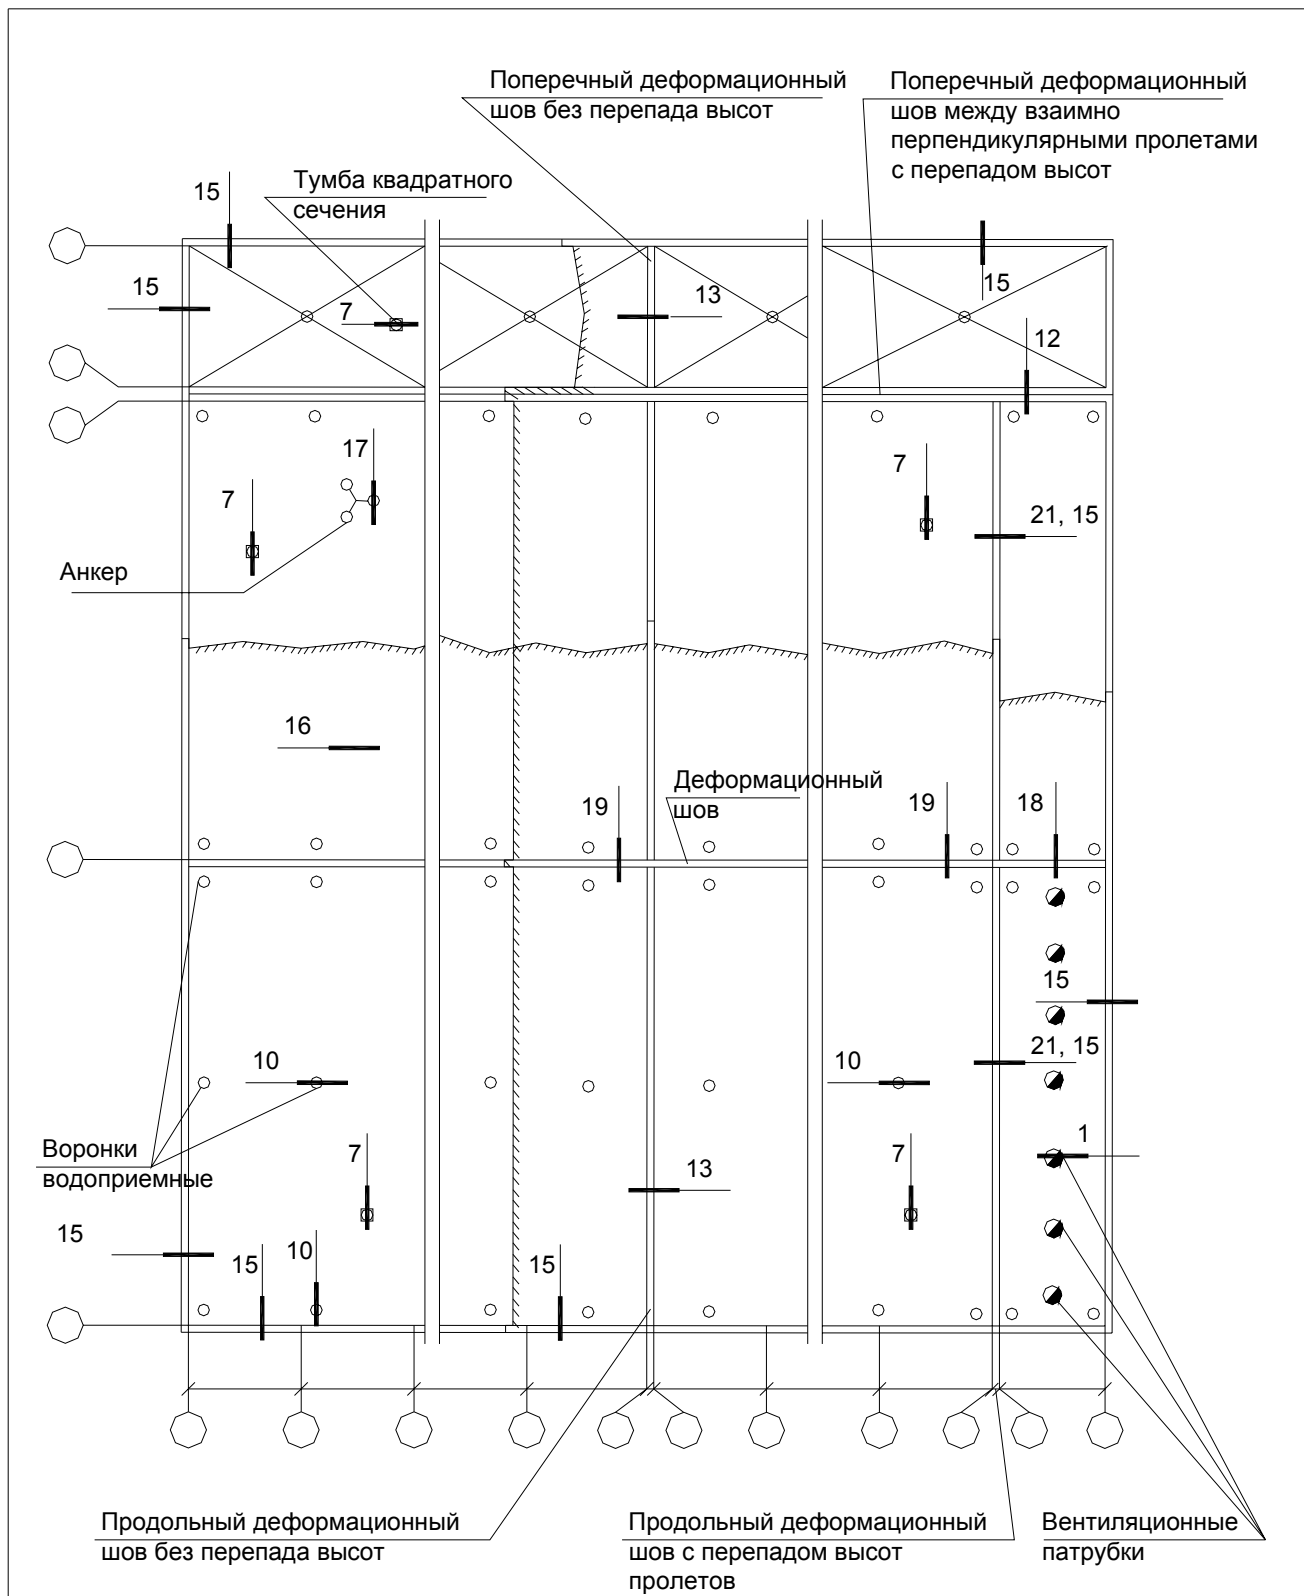 Поперечный деформационный
шов без перепада высот
Поперечный деформационный
шов между взаимно
перпендикулярными пролетами
с перепадом высот
Тумба квадратного
сечения
15
15
7
13
15
12
17
7
7
21, 15
Анкер
16
Деформационный
шов
19
19
18
15
10
10
21, 15
Воронки
водоприемные
7
13
7
1
15
15
10
15
Продольный деформационный
шов без перепада высот
Продольный деформационный
шов с перепадом высот
пролетов
Вентиляционные
патрубки